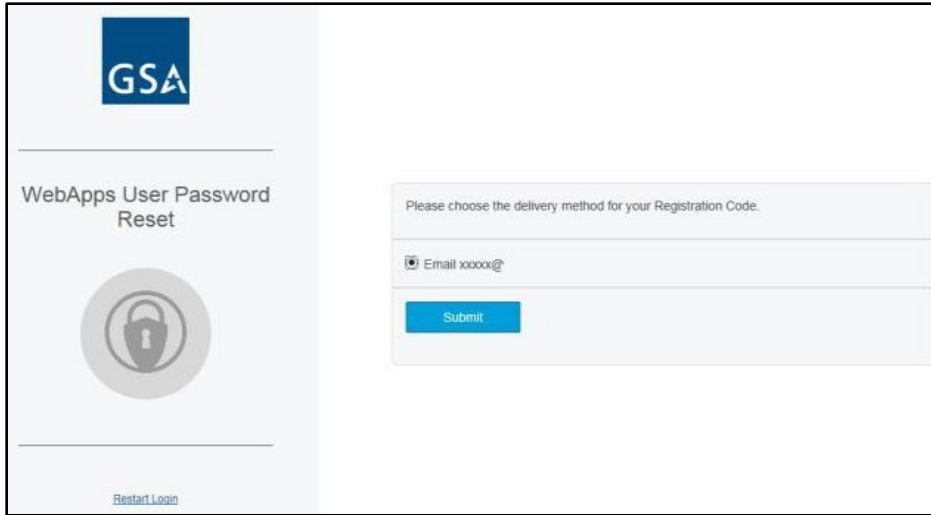 GSA
WebApps User Password
Reset
Restart Login
Please choose the delivery method for your Registration Code.
Email xxxxx@
Submit